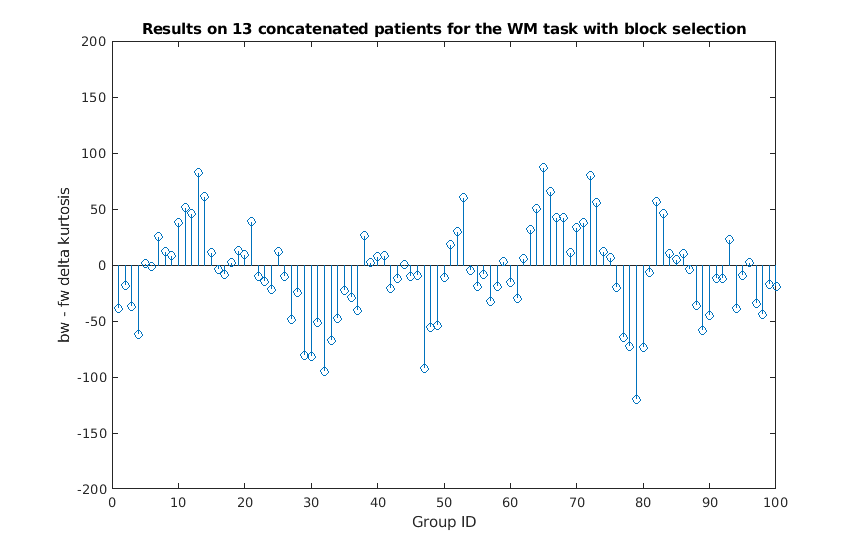 Results on 13 concatenated patients for the WM task with block selection
200
150
100
50
0
-50
-100
-150
-200
bw - fw delta kurtosis
0 10 20 30 40 50 60 70 80 90 100
Group ID